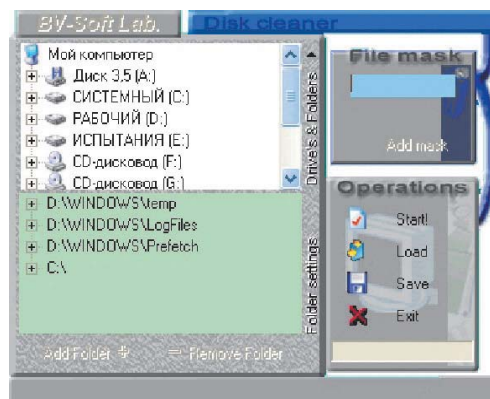 BV-Soft Lab.
Disk cleaner
Мой компьютер
Диск 3,5 (A:)
СИСТЕМНЫЙ (C:)
РАБОЧИЙ (D:)
ИСПЫТАНИЯ (E:)
CD-дисковод (F:)
CD-дисковод (G:)
Drive's & Folders
D:\WINDOWS\temp
D:\WINDOWS\LogFiles
D:\WINDOWS\Prefetch
C:\
Folder settings
Add Folder
Remove Folder
File mask
Add mask
Operations
Start!
Load
Save
Exit